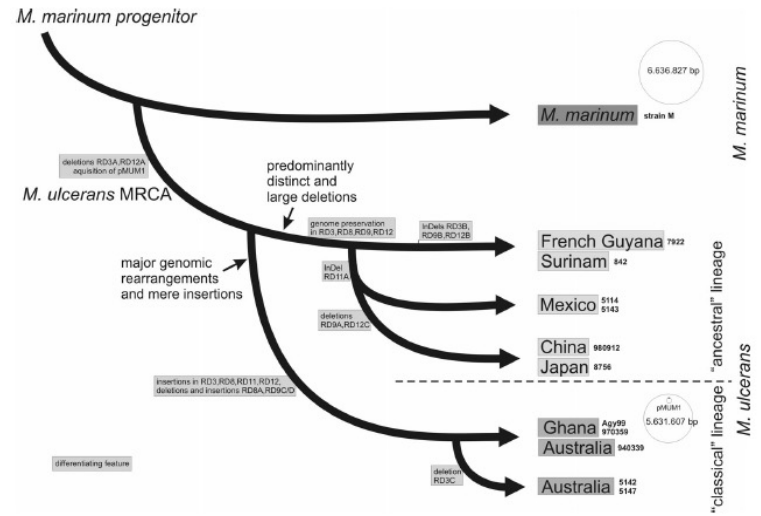 M. marinum progenitor
6.636.827 bp
M. marinum
strain M
M. marinum
deletions RD3A,RD12A
aquisition of pMUM1
M. ulcerans MRCA
predominantly
distinct and
large deletions
genome preservation
in RD3,RD8,RD9,RD12
InDels RD3B,
RD9B,RD12B
French Guyana 7922
Surinam 842
major genomic
rearrangements
and mere insertions
InDel
RD11A
Mexico 5114
5143
deletions
RD9A,RD12C
China 980912
Japan 8756
"ancestral" lineage
M. ulcerans
insertions in RD3,RD8,RD11,RD12,
deletions and insertions RD8A,RD9C/D
pMUM1
5.631.607 bp
Ghana Agy99
970359
Australia 940339
"classical" lineage
differentiating feature
deletion
RD3C
Australia 5142
5147